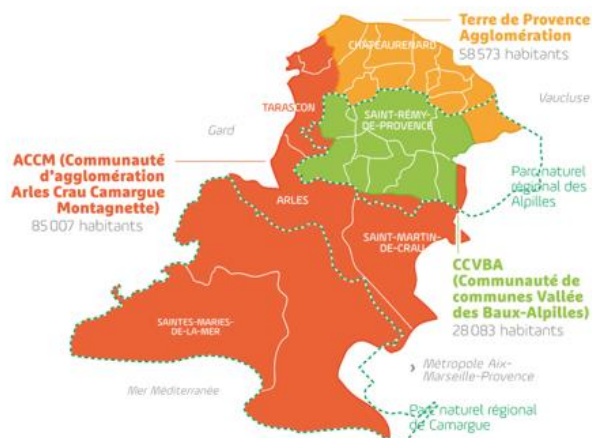 Terre de Provence
Agglomération
58 573 habitants
CHÂTEAURENARD
Vaucluse
TARASCON
SAINT-RÉMY-
DE-PROVENCE
Gard
ACCM (Communauté
d'agglomération
Arles Crau Camargue
Montagnette)
85 007 habitants
Parc naturel
régional des
Alpilles
ARLES
SAINT-MARTIN-
DE-CRAU
CCVBA
(Communauté de
communes Vallée
des Baux-Alpilles)
28 083 habitants
SAINTES-MARIES-
DE-LA-MER
› Métropole Aix-
Marseille-Provence
Mer Méditerranée
Parc naturel régional
de Camargue